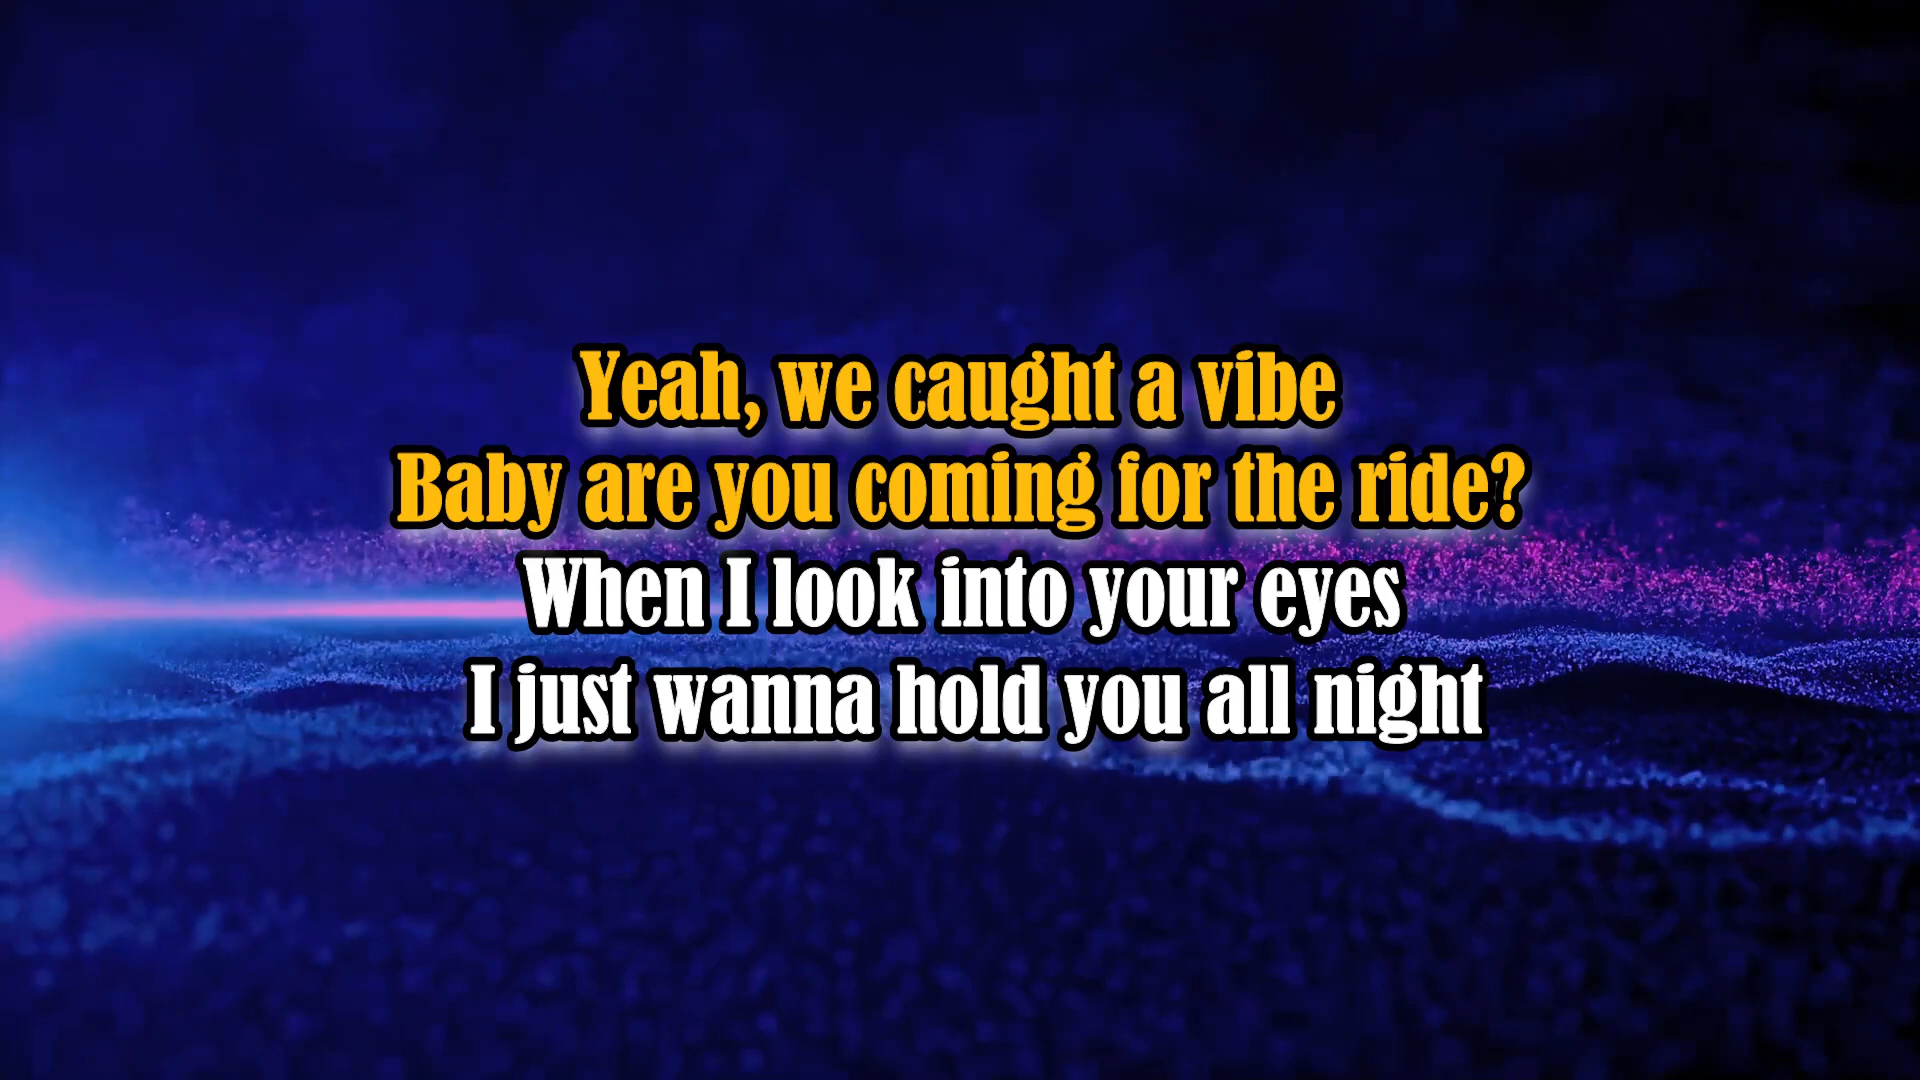 Yeah, we caught a vibe
Baby are you coming for the ride?
When I look into your eyes
I just wanna hold you all night